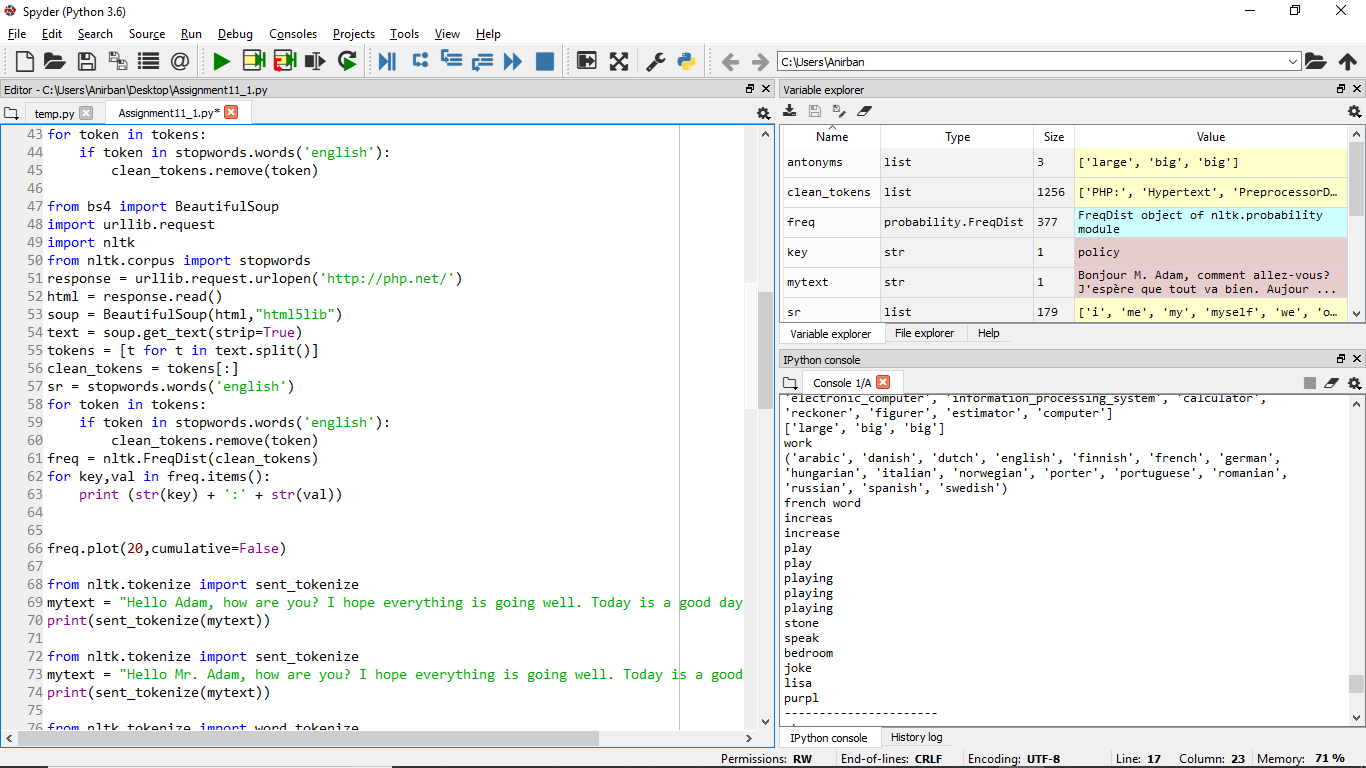 Spyder (Python 3.6)
File Edit Search Source Run Debug Consoles Projects Tools View Help
C:\Users\Anirban
Editor - C:\Users\Anirban\Desktop\Assignment11_1.py
temp.py Assignment11_1.py*
43 for token in tokens:
44     if token in stopwords.words('english'):
45         clean_tokens.remove(token)
46
47 from bs4 import BeautifulSoup
48 import urllib.request
49 import nltk
50 from nltk.corpus import stopwords
51 response = urllib.request.urlopen('http://php.net/')
52 html = response.read()
53 soup = BeautifulSoup(html,"html5lib")
54 text = soup.get_text(strip=True)
55 tokens = [t for t in text.split()]
56 clean_tokens = tokens[:]
57 sr = stopwords.words('english')
58 for token in tokens:
59     if token in stopwords.words('english'):
60         clean_tokens.remove(token)
61 freq = nltk.FreqDist(clean_tokens)
62 for key,val in freq.items():
63     print (str(key) + ':' + str(val))
64
65
66 freq.plot(20,cumulative=False)
67
68 from nltk.tokenize import sent_tokenize
69 mytext = "Hello Adam, how are you? I hope everything is going well. Today is a good day
70 print(sent_tokenize(mytext))
71
72 from nltk.tokenize import sent_tokenize
73 mytext = "Hello Mr. Adam, how are you? I hope everything is going well. Today is a good
74 print(sent_tokenize(mytext))
75
76 from nltk.tokenize import word_tokenize
Variable explorer
Name Type Size Value
antonyms list 3 ['large', 'big', 'big']
clean_tokens list 1256 ['PHP:', 'Hypertext', 'PreprocessorD…
freq probability.FreqDist 377 FreqDist object of nltk.probability
module
key str 1 policy
mytext str 1 Bonjour M. Adam, comment allez-vous?
J'espère que tout va bien. Aujour ...
sr list 179 ['i', 'me', 'my', 'myself', 'we', 'o…
Variable explorer File explorer Help
IPython console
Console 1/A
'electronic_computer', 'information_processing_system', 'calculator',
'reckoner', 'figurer', 'estimator', 'computer']
['large', 'big', 'big']
work
('arabic', 'danish', 'dutch', 'english', 'finnish', 'french', 'german',
'hungarian', 'italian', 'norwegian', 'porter', 'portuguese', 'romanian',
'russian', 'spanish', 'swedish')
french word
increas
increase
play
play
playing
playing
playing
stone
speak
bedroom
joke
lisa
purpl
----------------------
IPython console History log
Permissions: RW End-of-lines: CRLF Encoding: UTF-8 Line: 17 Column: 23 Memory: 71 %